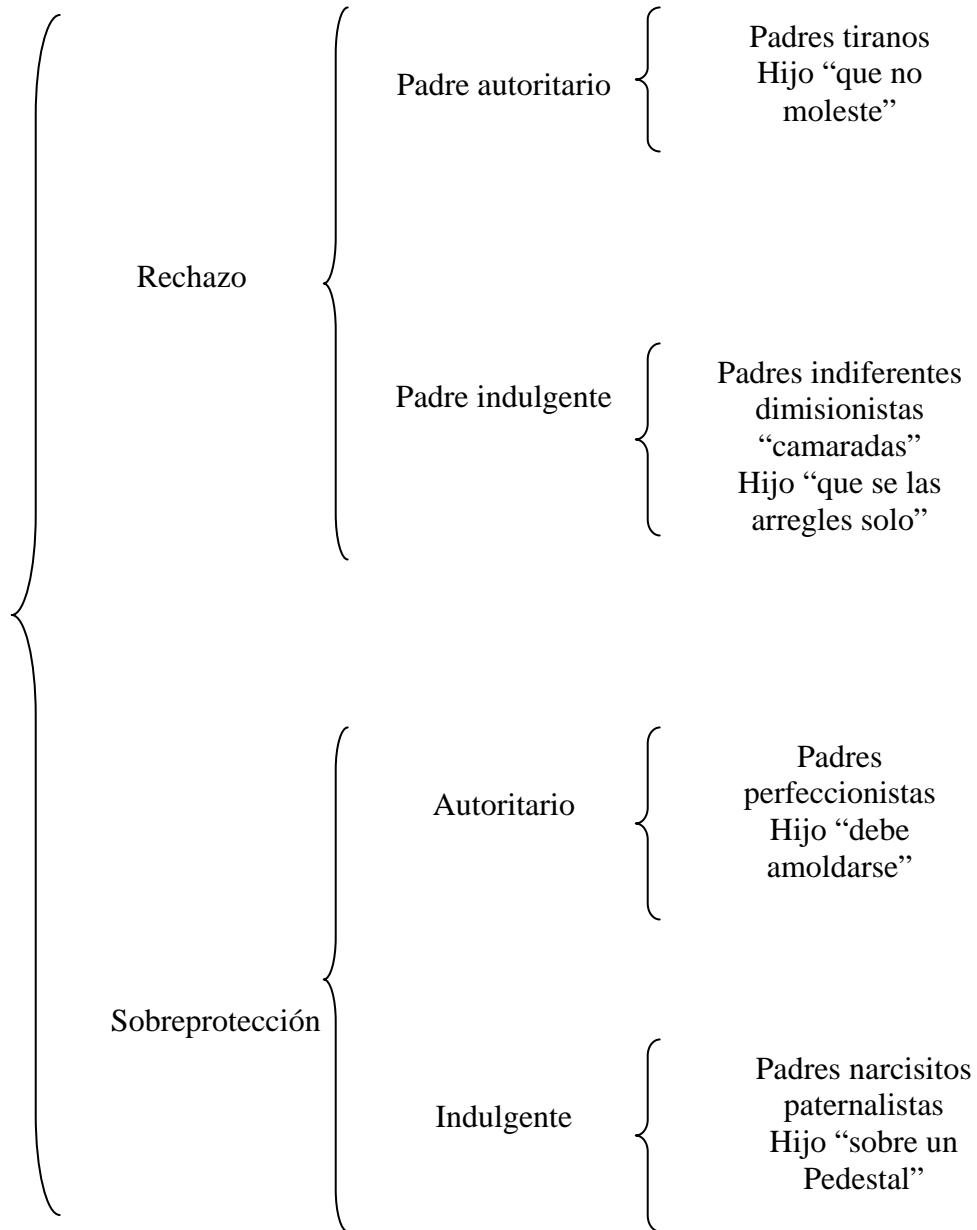 Padres tiranos
Hijo “que no
moleste”
Padre autoritario
Rechazo
Padre indulgente
Padres indiferentes
dimisionistas
“camaradas”
Hijo “que se las
arregles solo”
Padres
perfeccionistas
Hijo “debe
amoldarse”
Autoritario
Sobreprotección
Indulgente
Padres narcisitos
paternalistas
Hijo “sobre un
Pedestal”